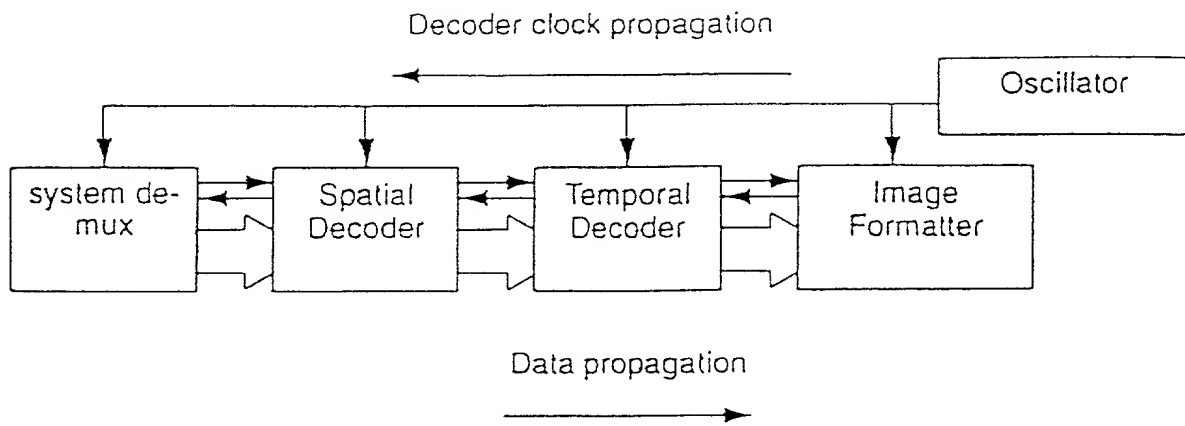 Decoder clock propagation
Oscillator
system de-
mux
Spatial
Decoder
Temporal
Decoder
Image
Formatter
Data propagation